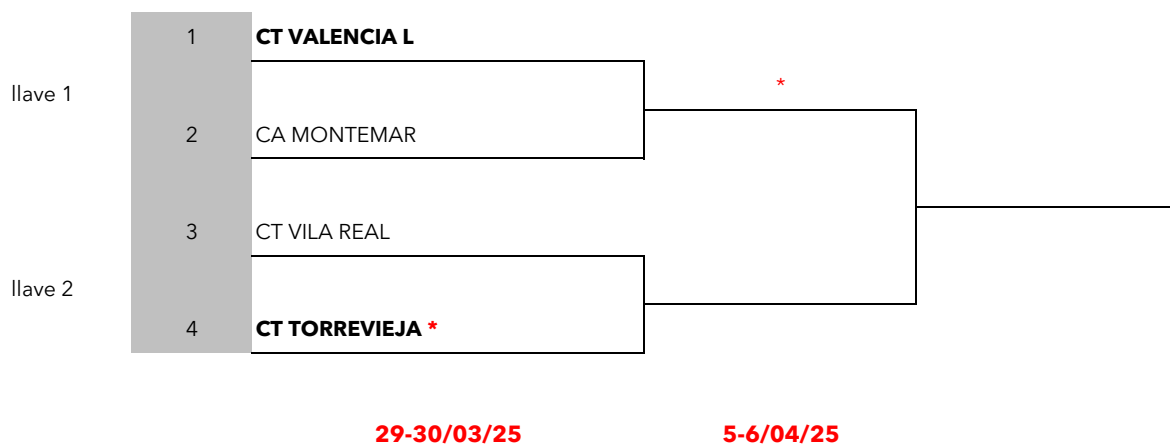 1 CT VALENCIA L
llave 1 *
2 CA MONTEMAR
3 CT VILA REAL
llave 2
4 CT TORREVIEJA *
29-30/03/25 5-6/04/25